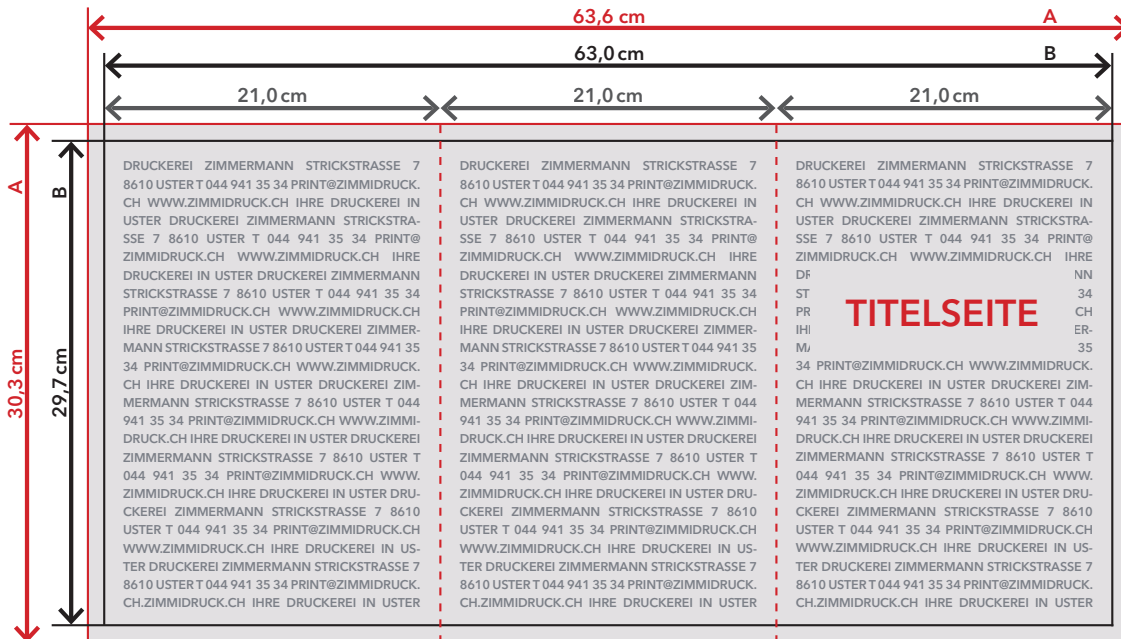 63,6 cm
A
63,0 cm
B
21,0 cm
21,0 cm
21,0 cm
A
B
30,3 cm
29,7 cm
DRUCKEREI ZIMMERMANN STRICKSTRASSE 7
8610 USTER T 044 941 35 34 PRINT@ZIMMIDRUCK.
CH WWW.ZIMMIDRUCK.CH IHRE DRUCKEREI IN
USTER DRUCKEREI ZIMMERMANN STRICKSTRA-
SSE 7 8610 USTER T 044 941 35 34 PRINT@
ZIMMIDRUCK.CH WWW.ZIMMIDRUCK.CH IHRE
DRUCKEREI IN USTER DRUCKEREI ZIMMERMANN
STRICKSTRASSE 7 8610 USTER T 044 941 35 34
PRINT@ZIMMIDRUCK.CH WWW.ZIMMIDRUCK.CH
IHRE DRUCKEREI IN USTER DRUCKEREI ZIMMER-
MANN STRICKSTRASSE 7 8610 USTER T 044 941 35
34 PRINT@ZIMMIDRUCK.CH WWW.ZIMMIDRUCK.
CH IHRE DRUCKEREI IN USTER DRUCKEREI ZIM-
MERMANN STRICKSTRASSE 7 8610 USTER T 044
941 35 34 PRINT@ZIMMIDRUCK.CH WWW.ZIMMI-
DRUCK.CH IHRE DRUCKEREI IN USTER DRUCKEREI
ZIMMERMANN STRICKSTRASSE 7 8610 USTER T
044 941 35 34 PRINT@ZIMMIDRUCK.CH WWW.
ZIMMIDRUCK.CH IHRE DRUCKEREI IN USTER DRU-
CKEREI ZIMMERMANN STRICKSTRASSE 7 8610
USTER T 044 941 35 34 PRINT@ZIMMIDRUCK.CH
WWW.ZIMMIDRUCK.CH IHRE DRUCKEREI IN US-
TER DRUCKEREI ZIMMERMANN STRICKSTRASSE 7
8610 USTER T 044 941 35 34 PRINT@ZIMMIDRUCK.
CH.ZIMMIDRUCK.CH IHRE DRUCKEREI IN USTER
DRUCKEREI ZIMMERMANN STRICKSTRASSE 7
8610 USTER T 044 941 35 34 PRINT@ZIMMIDRUCK.
CH WWW.ZIMMIDRUCK.CH IHRE DRUCKEREI IN
USTER DRUCKEREI ZIMMERMANN STRICKSTRA-
SSE 7 8610 USTER T 044 941 35 34 PRINT@
ZIMMIDRUCK.CH WWW.ZIMMIDRUCK.CH IHRE
DRUCKEREI IN USTER DRUCKEREI ZIMMERMANN
STRICKSTRASSE 7 8610 USTER T 044 941 35 34
PRINT@ZIMMIDRUCK.CH WWW.ZIMMIDRUCK.CH
IHRE DRUCKEREI IN USTER DRUCKEREI ZIMMER-
MANN STRICKSTRASSE 7 8610 USTER T 044 941 35
34 PRINT@ZIMMIDRUCK.CH WWW.ZIMMIDRUCK.
CH IHRE DRUCKEREI IN USTER DRUCKEREI ZIM-
MERMANN STRICKSTRASSE 7 8610 USTER T 044
941 35 34 PRINT@ZIMMIDRUCK.CH WWW.ZIMMI-
DRUCK.CH IHRE DRUCKEREI IN USTER DRUCKEREI
ZIMMERMANN STRICKSTRASSE 7 8610 USTER T
044 941 35 34 PRINT@ZIMMIDRUCK.CH WWW.
ZIMMIDRUCK.CH IHRE DRUCKEREI IN USTER DRU-
CKEREI ZIMMERMANN STRICKSTRASSE 7 8610
USTER T 044 941 35 34 PRINT@ZIMMIDRUCK.CH
WWW.ZIMMIDRUCK.CH IHRE DRUCKEREI IN US-
TER DRUCKEREI ZIMMERMANN STRICKSTRASSE 7
8610 USTER T 044 941 35 34 PRINT@ZIMMIDRUCK.
CH.ZIMMIDRUCK.CH IHRE DRUCKEREI IN USTER
DRUCKEREI ZIMMERMANN STRICKSTRASSE 7
8610 USTER T 044 941 35 34 PRINT@ZIMMIDRUCK.
CH WWW.ZIMMIDRUCK.CH IHRE DRUCKEREI IN
USTER DRUCKEREI ZIMMERMANN STRICKSTRA-
SSE 7 8610 USTER T 044 941 35 34 PRINT@
ZIMMIDRUCK.CH WWW.ZIMMIDRUCK.CH IHRE
TITELSEITE
34 PRINT@ZIMMIDRUCK.CH WWW.ZIMMIDRUCK.
CH IHRE DRUCKEREI IN USTER DRUCKEREI ZIM-
MERMANN STRICKSTRASSE 7 8610 USTER T 044
941 35 34 PRINT@ZIMMIDRUCK.CH WWW.ZIMMI-
DRUCK.CH IHRE DRUCKEREI IN USTER DRUCKEREI
ZIMMERMANN STRICKSTRASSE 7 8610 USTER T
044 941 35 34 PRINT@ZIMMIDRUCK.CH WWW.
ZIMMIDRUCK.CH IHRE DRUCKEREI IN USTER DRU-
CKEREI ZIMMERMANN STRICKSTRASSE 7 8610
USTER T 044 941 35 34 PRINT@ZIMMIDRUCK.CH
WWW.ZIMMIDRUCK.CH IHRE DRUCKEREI IN US-
TER DRUCKEREI ZIMMERMANN STRICKSTRASSE 7
8610 USTER T 044 941 35 34 PRINT@ZIMMIDRUCK.
CH.ZIMMIDRUCK.CH IHRE DRUCKEREI IN USTER